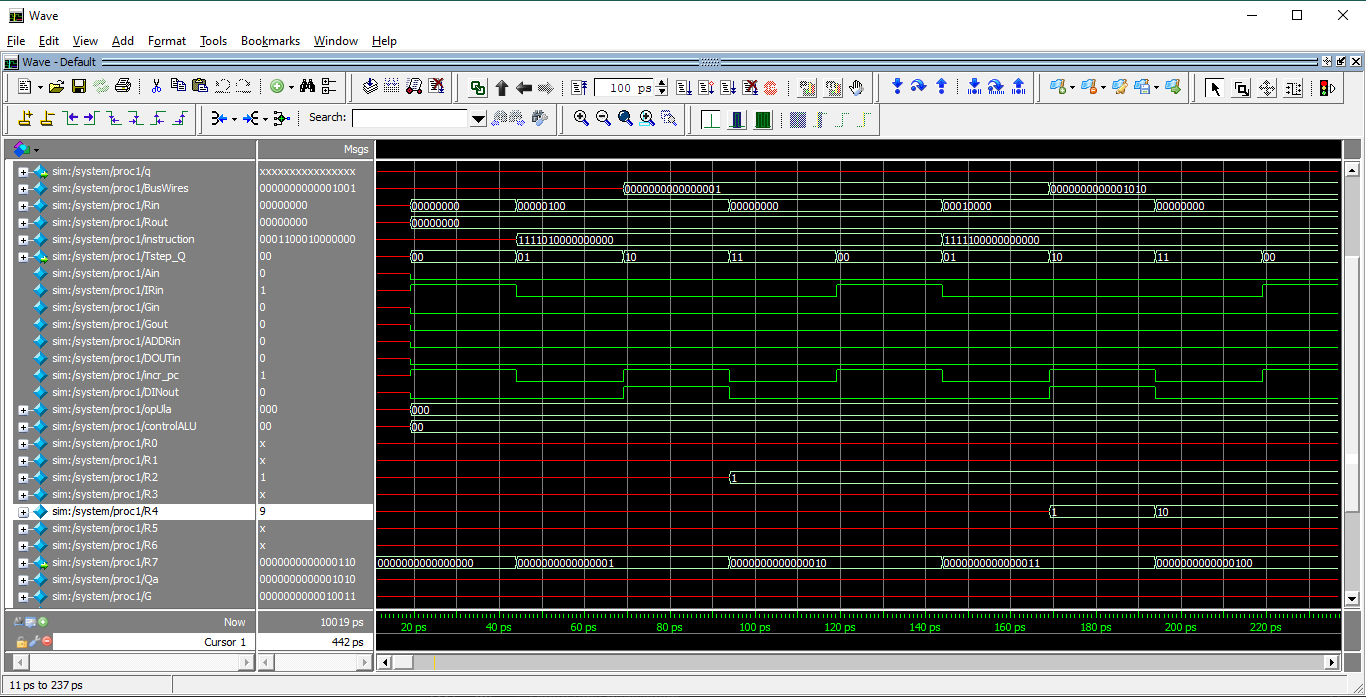 Wave
File Edit View Add Format Tools Bookmarks Window Help
Wave - Default
100 ps
Search:
Msgs
sim:/system/proc1/q xxxxxxxxxxxxxxxx
sim:/system/proc1/BusWires 0000000000001001 0000000000000001 0000000000001010
sim:/system/proc1/Rin 00000000 00000000 00000100 00000000 00010000 00000000
sim:/system/proc1/Rout 00000000 00000000
sim:/system/proc1/instruction 0001100010000000 1111010000000000 1111100000000000
sim:/system/proc1/Tstep_Q 00 00 01 10 11 00 01 10 11 00
sim:/system/proc1/Ain 0
sim:/system/proc1/IRin 1
sim:/system/proc1/Gin 0
sim:/system/proc1/Gout 0
sim:/system/proc1/ADDRin 0
sim:/system/proc1/DOUTin 0
sim:/system/proc1/incr_pc 1
sim:/system/proc1/DINout 0
sim:/system/proc1/opUla 000 000
sim:/system/proc1/controlALU 00 00
sim:/system/proc1/R0 x
sim:/system/proc1/R1 x
sim:/system/proc1/R2 1 1
sim:/system/proc1/R3 x
sim:/system/proc1/R4 9 1 10
sim:/system/proc1/R5 x
sim:/system/proc1/R6 x
sim:/system/proc1/R7 0000000000000110 0000000000000000 0000000000000001 0000000000000010 0000000000000011 0000000000000100
sim:/system/proc1/Qa 0000000000001010
sim:/system/proc1/G 0000000000010011
Now 10019 ps
20 ps 40 ps 60 ps 80 ps 100 ps 120 ps 140 ps 160 ps 180 ps 200 ps 220 ps
Cursor 1 442 ps
11 ps to 237 ps